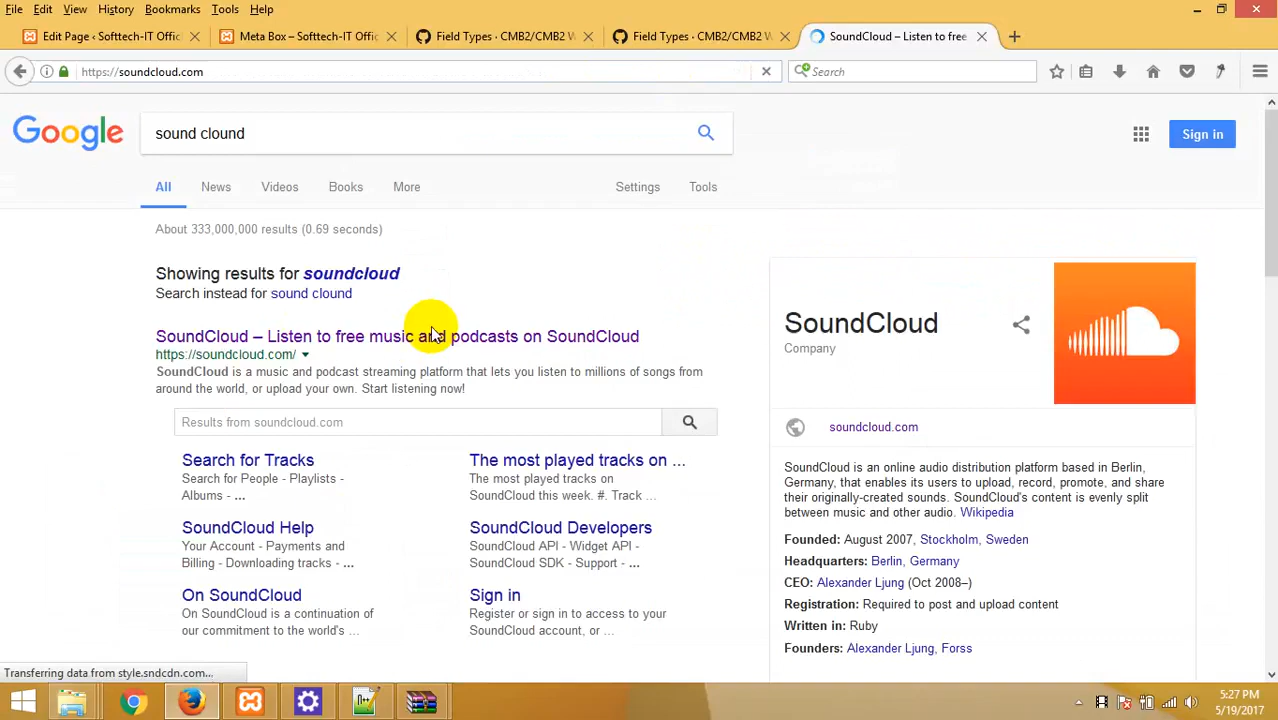 File Edit View History Bookmarks Tools Help
Edit Page ‹ Softtech-IT Offic
Meta Box – Softtech-IT Offic
Field Types · CMB2/CMB2 W
Field Types · CMB2/CMB2 W
SoundCloud – Listen to free
https://soundcloud.com
Search
Google
sound clound
Sign in
All News Videos Books More Settings Tools
About 333,000,000 results (0.69 seconds)
Showing results for soundcloud
Search instead for sound clound
SoundCloud – Listen to free music and podcasts on SoundCloud
https://soundcloud.com/
SoundCloud is a music and podcast streaming platform that lets you listen to millions of songs from
around the world, or upload your own. Start listening now!
Results from soundcloud.com
Search for Tracks
Search for People - Playlists -
Albums - ...
The most played tracks on ...
The most played tracks on
SoundCloud this week. #. Track ...
SoundCloud Help
Your Account - Payments and
Billing - Downloading tracks - ...
SoundCloud Developers
SoundCloud API - Widget API -
SoundCloud SDK - Support - ...
On SoundCloud
On SoundCloud is a continuation of
our commitment to the world's ...
Sign in
Register or sign in to access to your
SoundCloud account, or ...
SoundCloud
Company
soundcloud.com
SoundCloud is an online audio distribution platform based in Berlin,
Germany, that enables its users to upload, record, promote, and share
their originally-created sounds. SoundCloud's content is evenly split
between music and other audio. Wikipedia
Founded: August 2007, Stockholm, Sweden
Headquarters: Berlin, Germany
CEO: Alexander Ljung (Oct 2008–)
Registration: Required to post and upload content
Written in: Ruby
Founders: Alexander Ljung, Forss
Transferring data from style.sndcdn.com...
5:27 PM
5/19/2017